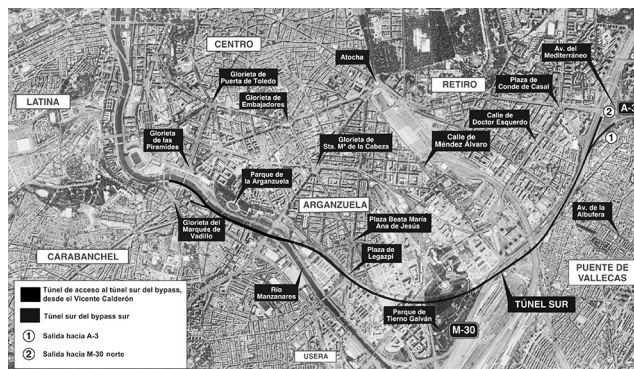 CENTRO
Av. del
Mediterráneo
Atocha
Glorieta de
Puerta de Toledo
RETIRO
Plaza de
Conde de Casal
LATINA
Glorieta de
Embajadores
A-3
2
Calle de
Doctor Esquerdo
1
Glorieta
de las
Pirámides
Glorieta de
Sta. Mª de la Cabeza
Calle de
Méndez Álvaro
Parque de
la Arganzuela
ARGANZUELA
Av. de la
Albufera
Plaza Beata María
Ana de Jesús
Glorieta del
Marqués de
Vadillo
CARABANCHEL
Plaza de
Legazpi
PUENTE DE
VALLECAS
Túnel de acceso al túnel sur del bypass,
desde el Vicente Calderón
Río
Manzanares
TÚNEL SUR
Túnel sur del bypass sur
Parque de
Tierno Galván
M-30
1 Salida hacia A-3
2 Salida hacia M-30 norte
USERA